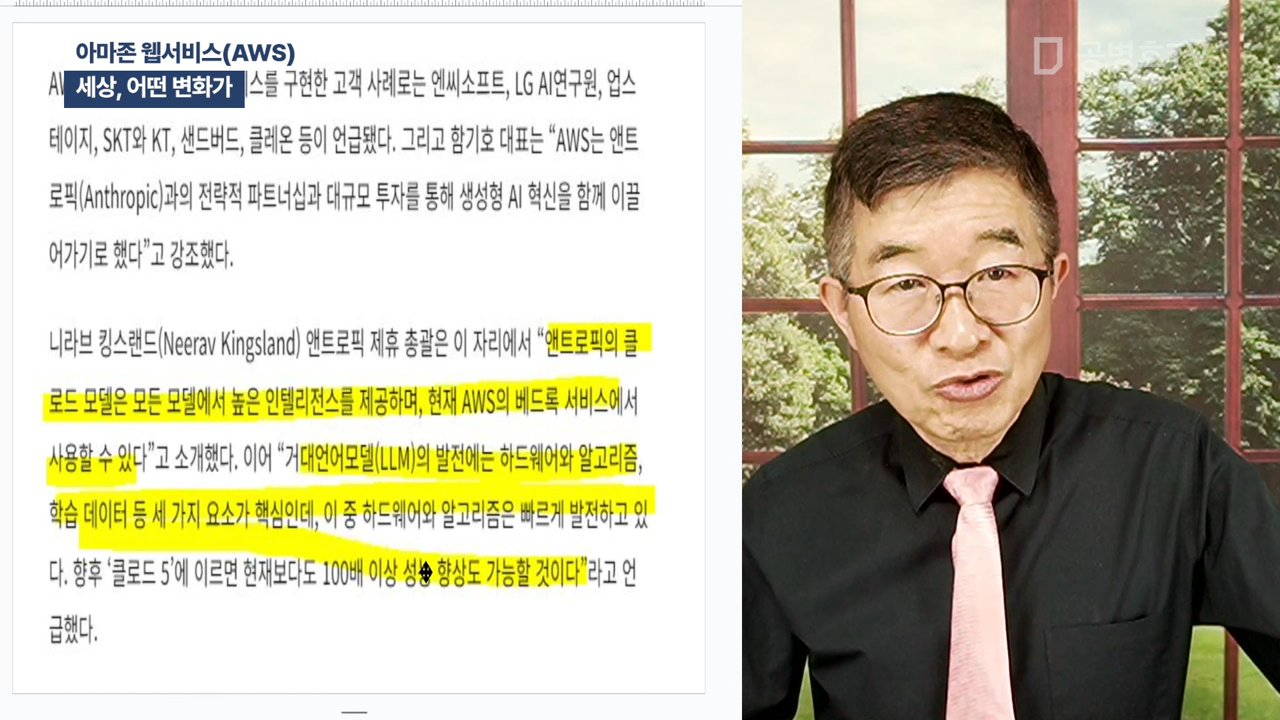 아마존 웹서비스(AWS)
세상, 어떤 변화가
스를 구현한 고객 사례로는 엔씨소프트, LG AI연구원, 업스
테이지, SKT와 KT, 샌드버드, 클레온 등이 언급됐다. 그리고 함기호 대표는 “AWS는 앤트
로픽(Anthropic)과의 전략적 파트너십과 대규모 투자를 통해 생성형 AI 혁신을 함께 이끌
어가기로 했다”고 강조했다.
니라브 킹스랜드(Neerav Kingsland) 앤트로픽 제휴 총괄은 이 자리에서 “앤트로픽의 클
로드 모델은 모든 모델에서 높은 인텔리전스를 제공하며, 현재 AWS의 베드록 서비스에서
사용할 수 있다”고 소개했다. 이어 “거대언어모델(LLM)의 발전에는 하드웨어와 알고리즘,
학습 데이터 등 세 가지 요소가 핵심인데, 이 중 하드웨어와 알고리즘은 빠르게 발전하고 있
다. 향후 ‘클로드 5’에 이르면 현재보다도 100배 이상 성능 향상도 가능할 것이다”라고 언
급했다.